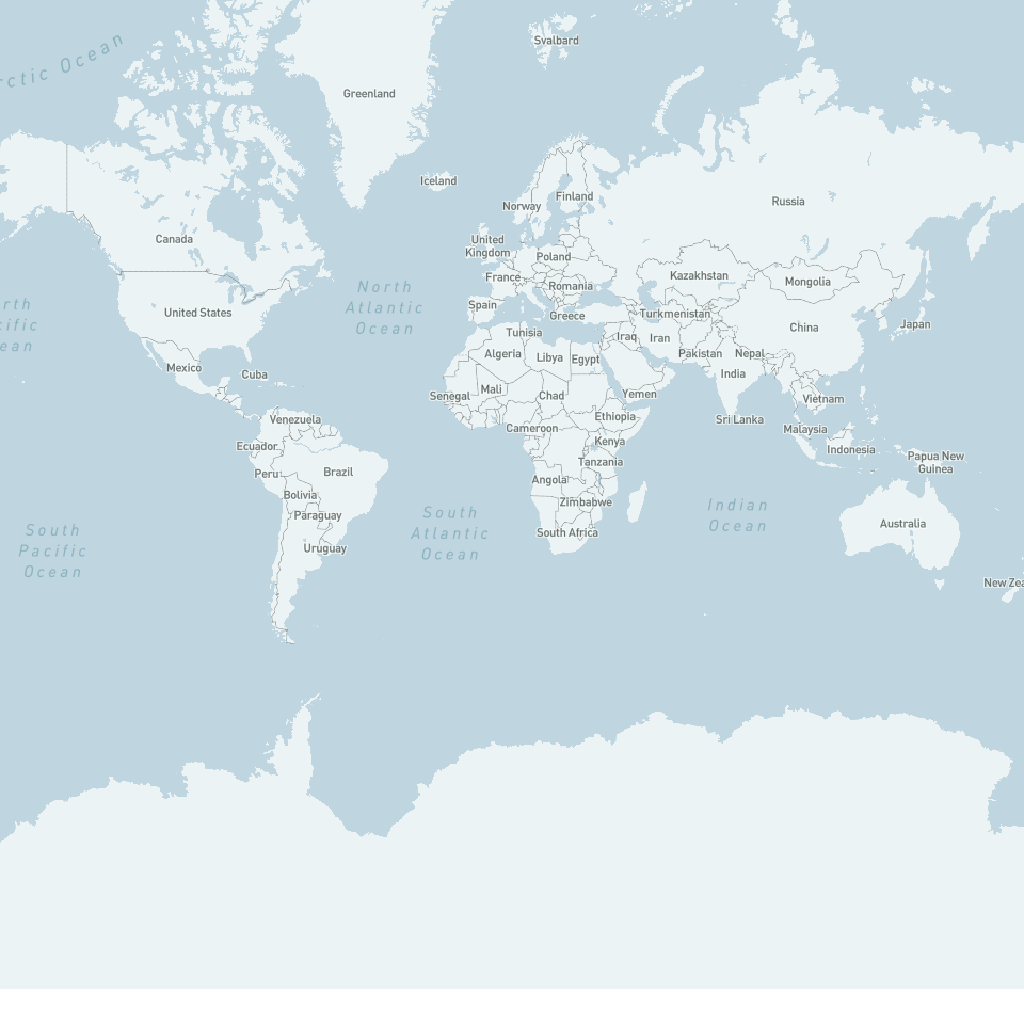 Svalbard
rctic Ocean
Greenland
Iceland
Finland
Russia
Norway
Canada
United
Kingdom
Poland
France
Kazakhstan
Mongolia
Romania
North
Atlantic
Ocean
rth
cific
ean
Spain
United States
Greece
Turkmenistan
Japan
China
Tunisia
Iraq
Iran
Algeria
Libya
Egypt
Pakistan
Nepal
Mexico
Cuba
India
Senegal
Mali
Chad
Yemen
Vietnam
Venezuela
Ethiopia
Sri Lanka
Cameroon
Malaysia
Ecuador
Kenya
Indonesia
Papua New
Guinea
Tanzania
Peru
Brazil
Angola
Bolivia
Zimbabwe
Indian
Ocean
Paraguay
South
Atlantic
Ocean
Australia
South Africa
South
Pacific
Ocean
Uruguay
New Zea